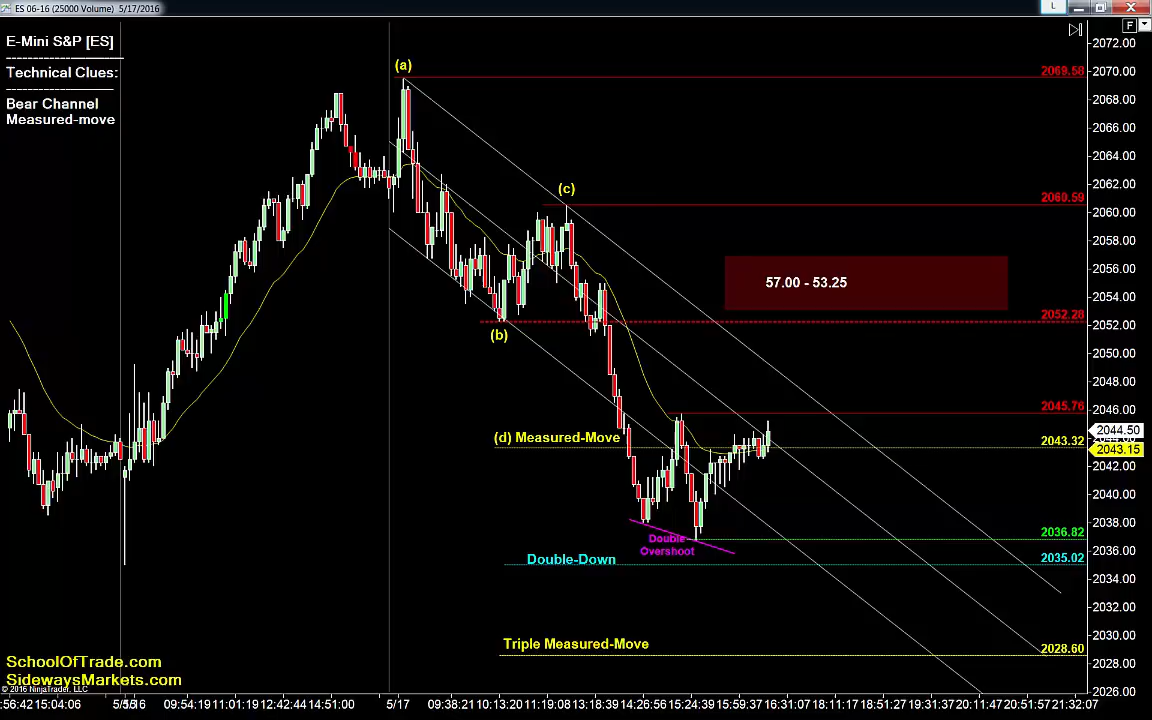 ES 06-16 (25000 Volume) 5/17/2016
L
F
E-Mini S&P [ES]
Technical Clues:
Bear Channel
Measured-move
(a)
(c)
(b)
57.00 - 53.25
(d) Measured-Move
Double
Overshoot
Double-Down
Triple Measured-Move
2069.58
2060.59
2052.28
2045.76
2043.32
2036.82
2035.02
2028.60
2072.00
2070.00
2068.00
2066.00
2064.00
2062.00
2060.00
2058.00
2056.00
2054.00
2052.00
2050.00
2048.00
2046.00
2044.50
2043.15
2042.00
2040.00
2038.00
2036.00
2034.00
2032.00
2030.00
2028.00
2026.00
SchoolOfTrade.com
SidewaysMarkets.com
© 2016 NinjaTrader, LLC
:56:42 15:04:06 09:54:19 11:01:19 12:42:44 14:51:00 5/17 09:38:21 10:13:20 11:19:08 13:18:39 14:26:56 15:24:39 15:59:37 16:31:07 18:11:17 18:51:27 19:31:37 20:11:47 20:51:57 21:32:07